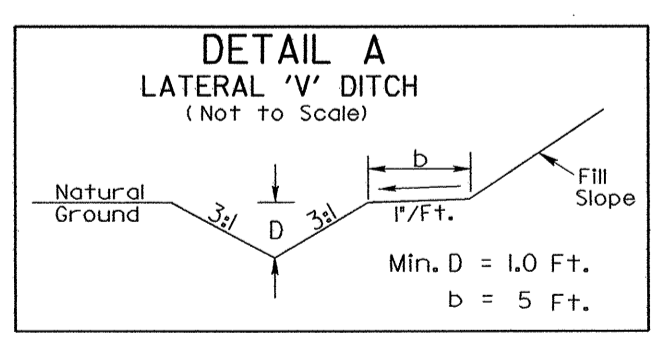 DETAIL A
LATERAL 'V' DITCH
(Not to Scale)
b
Natural
Ground
3:1
D
3:1
1"/Ft.
Fill
Slope
Min. D = 1.0 Ft.
b = 5 Ft.